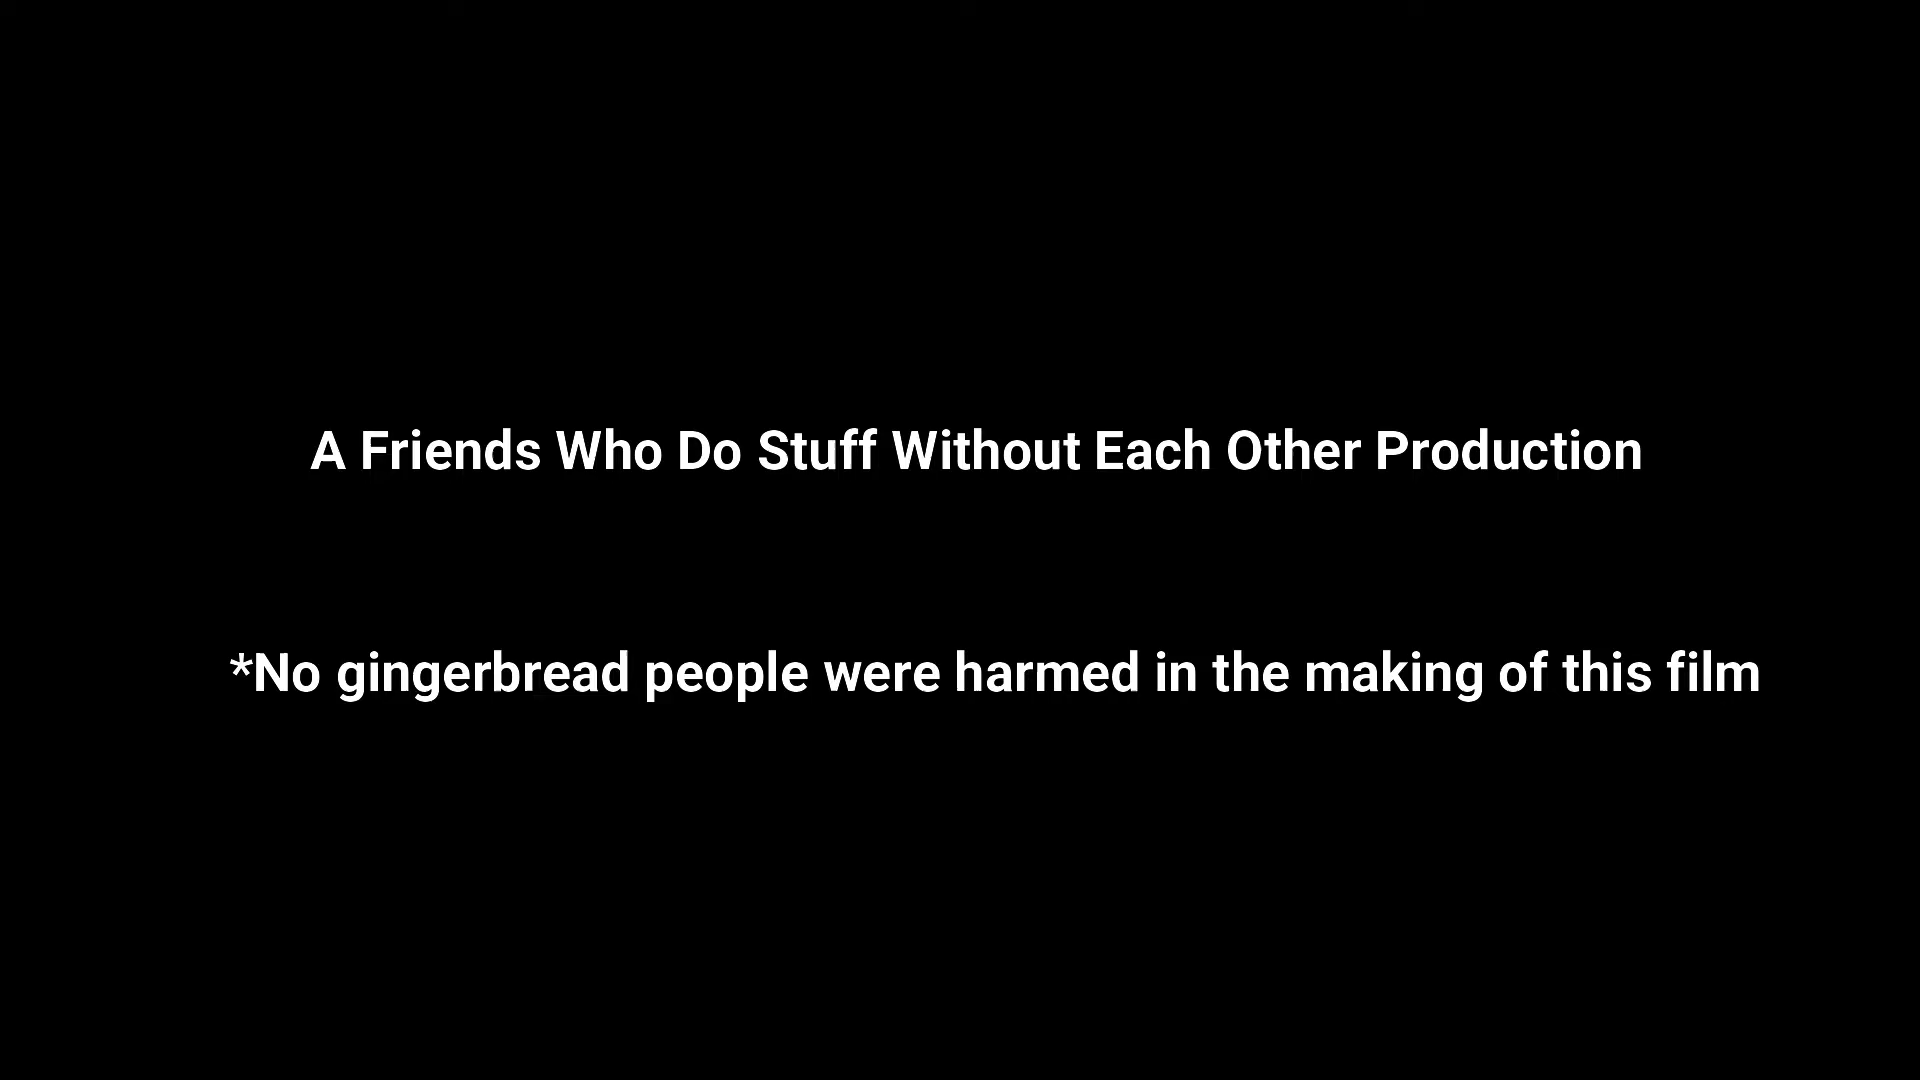 A Friends Who Do Stuff Without Each Other Production
*No gingerbread people were harmed in the making of this film